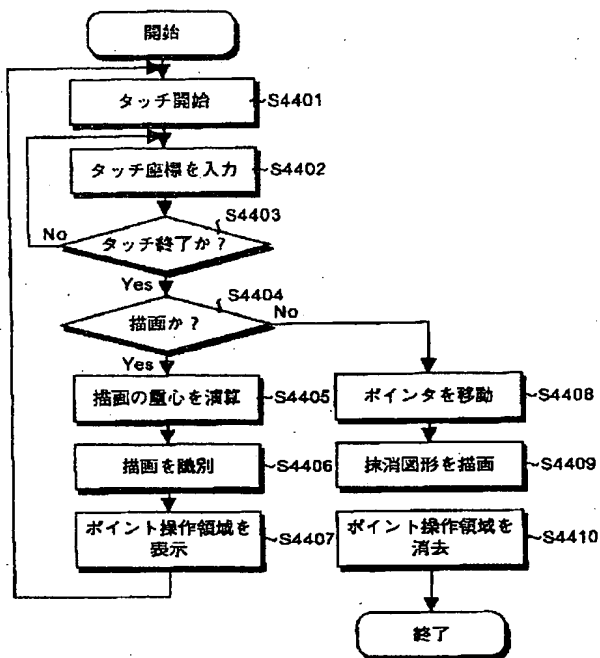 開始
タッチ開始
S4401
タッチ座標を入力
S4402
S4403
タッチ終了か？
No
Yes
S4404
描画か？
No
Yes
描画の重心を演算
S4405
描画を識別
S4406
ポイント操作領域を
表示
S4407
ポインタを移動
S4408
抹消図形を描画
S4409
ポイント操作領域を
消去
S4410
終了